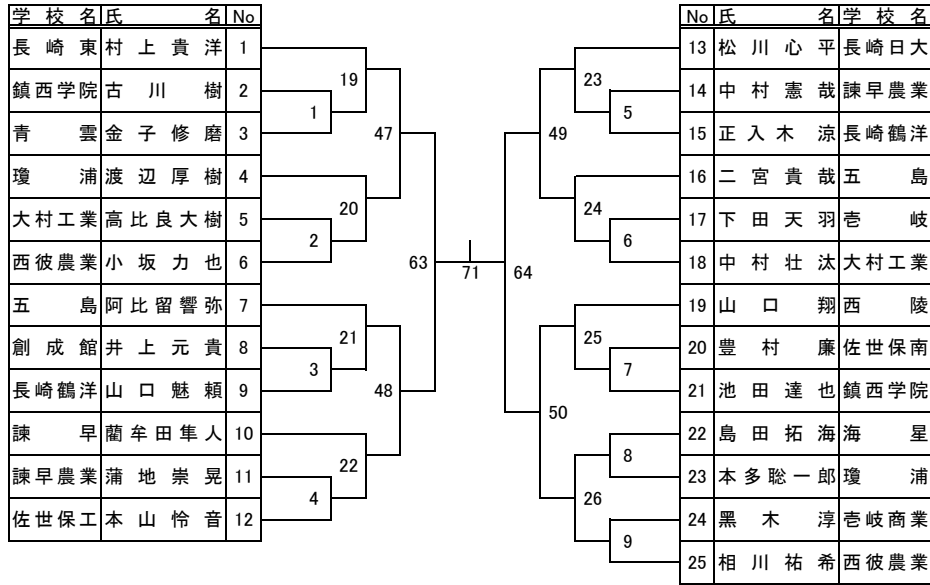 学校名 氏名 No
長崎東 村上貴洋 1
鎮西学院 古川樹 2
青雲 金子修磨 3
瓊浦 渡辺厚樹 4
大村工業 高比良大樹 5
西彼農業 小坂力也 6
五島 阿比留響弥 7
創成館 井上元貴 8
長崎鶴洋 山口魅頼 9
諫早 藺牟田隼人 10
諫早農業 蒲地崇晃 11
佐世保工 本山怜音 12
19
1
47
20
2
63
21
3
48
22
4
71
No 氏名 学校名
13 松川心平 長崎日大
14 中村憲哉 諫早農業
15 正入木涼 長崎鶴洋
16 二宮貴哉 五島
17 下田天羽 壱岐
18 中村壮汰 大村工業
19 山口翔 西陵
20 豊村廉 佐世保南
21 池田達也 鎮西学院
22 島田拓海 海星
23 本多聡一郎 瓊浦
24 黒木淳 壱岐商業
25 相川祐希 西彼農業
23
5
49
24
6
64
25
7
50
8
26
9